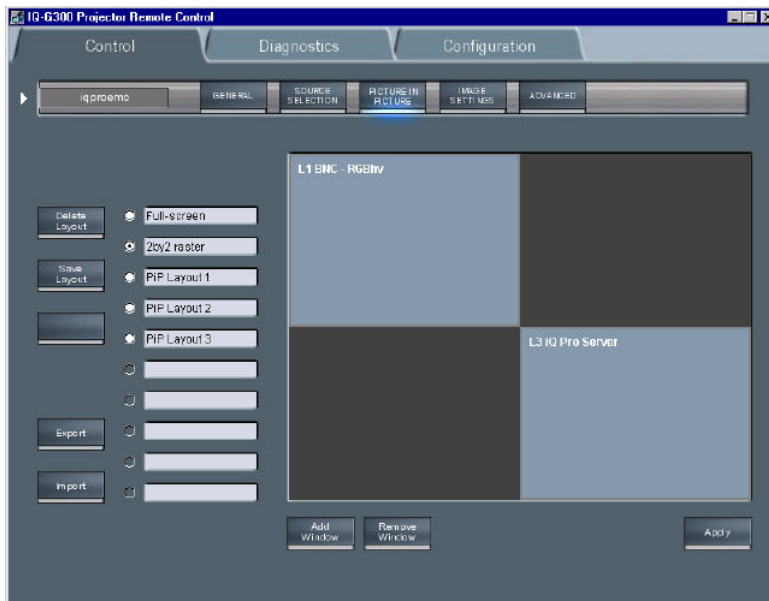 IQ-G300 Projector Remote Control
Control
Diagnostics
Configuration
iqproemc
GENERAL
SOURCE
SELECTION
PICTURE IN
PICTURE
IMAGE
SETTINGS
ADVANCED
L1 BNC - RGBhv
Delete
Layout
Full-screen
2by2 raster
Save
Layout
PiP Layout 1
PiP Layout 2
PiP Layout 3
L3 iQ Pro Server
Export
Import
Add
Window
Remove
Window
Apply